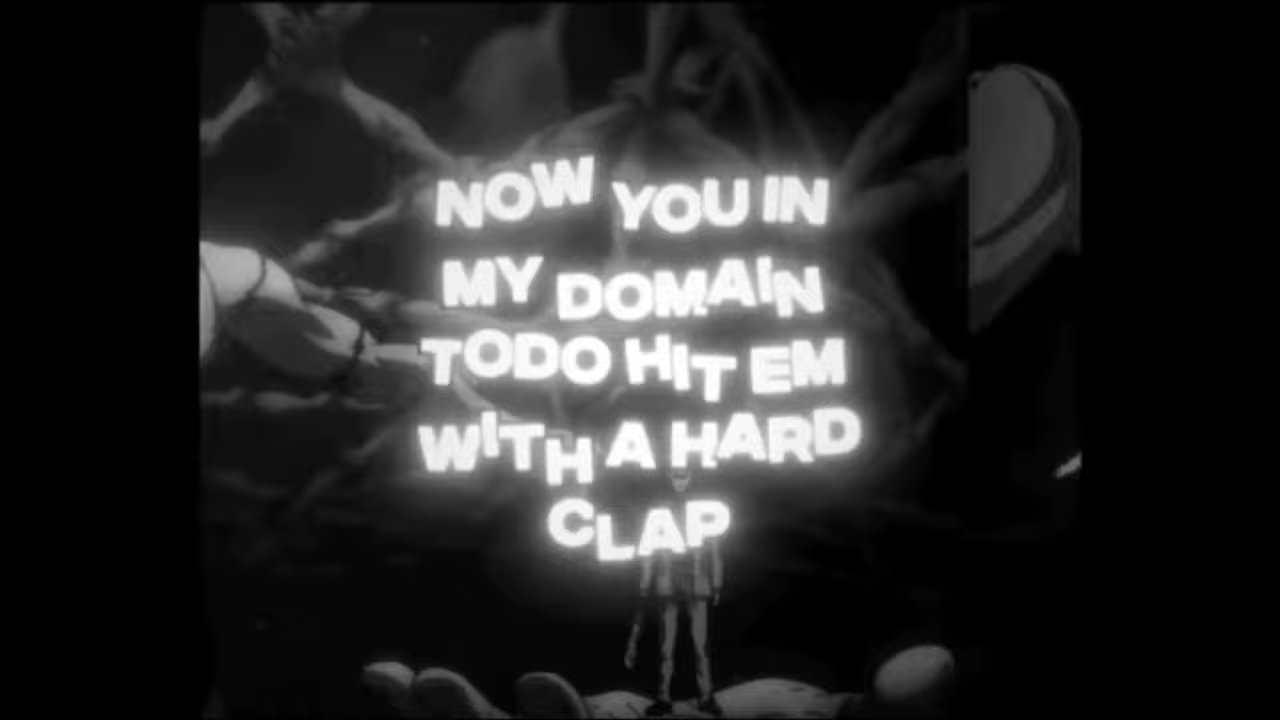 NOW YOU IN
MY DOMAIN
TODO HIT EM
WITH A HARD
CLAP